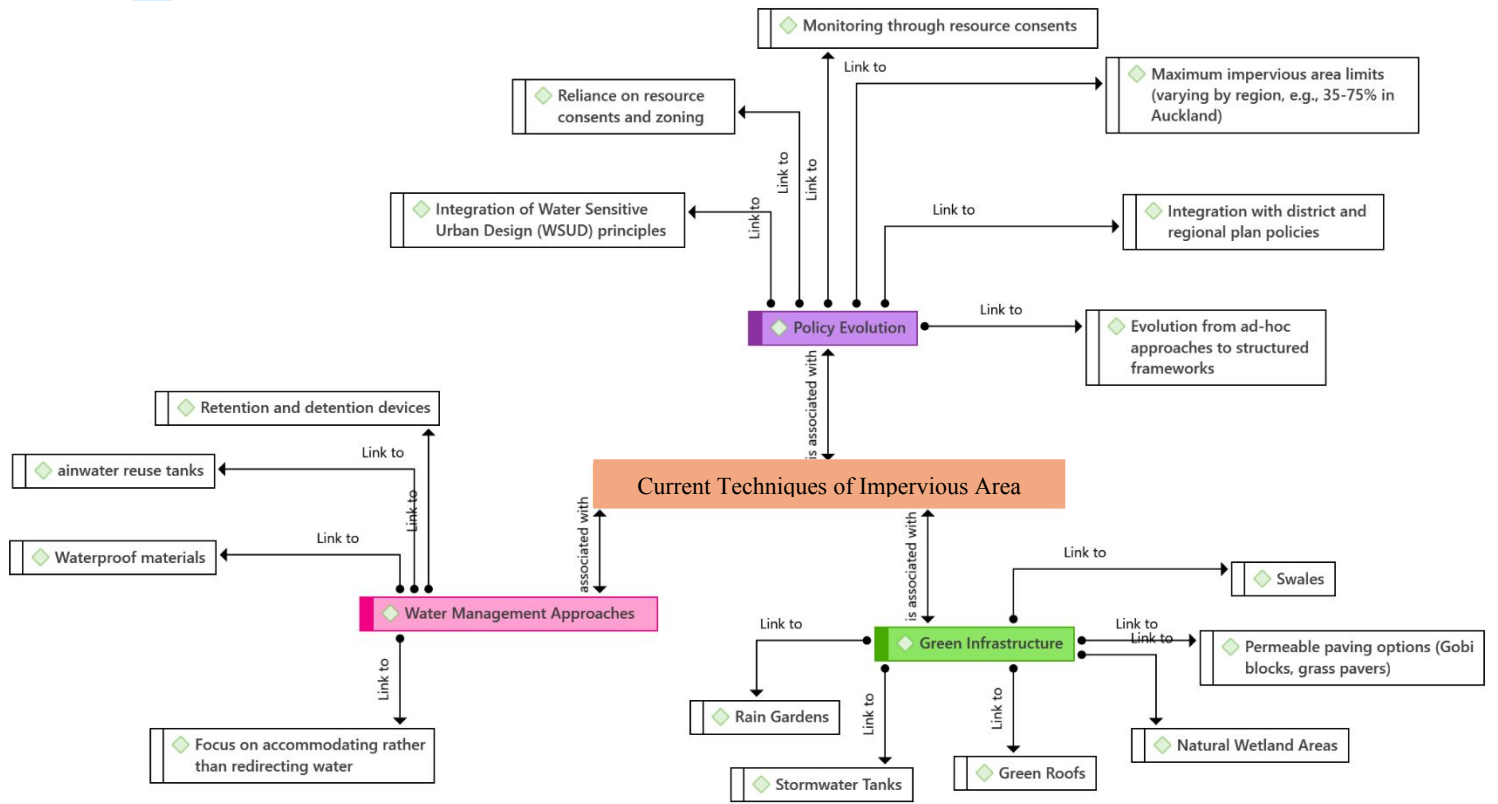 Monitoring through resource consents
Link to
Maximum impervious area limits
(varying by region, e.g., 35-75% in
Auckland)
Reliance on resource
consents and zoning
Link to
Link to
Integration of Water Sensitive
Urban Design (WSUD) principles
Link to
Link to
Integration with district and
regional plan policies
Link to
Policy Evolution
Evolution from ad-hoc
approaches to structured
frameworks
is associated with
Retention and detention devices
Link to
ainwater reuse tanks
Link to
Current Techniques of Impervious Area
Link to
Waterproof materials
associated with
is associated with
Link to
Swales
Water Management Approaches
Link to
Green Infrastructure
Link to
Link to
Permeable paving options (Gobi
blocks, grass pavers)
Link to
Rain Gardens
Link to
Link to
Focus on accommodating rather
than redirecting water
Natural Wetland Areas
Stormwater Tanks
Green Roofs